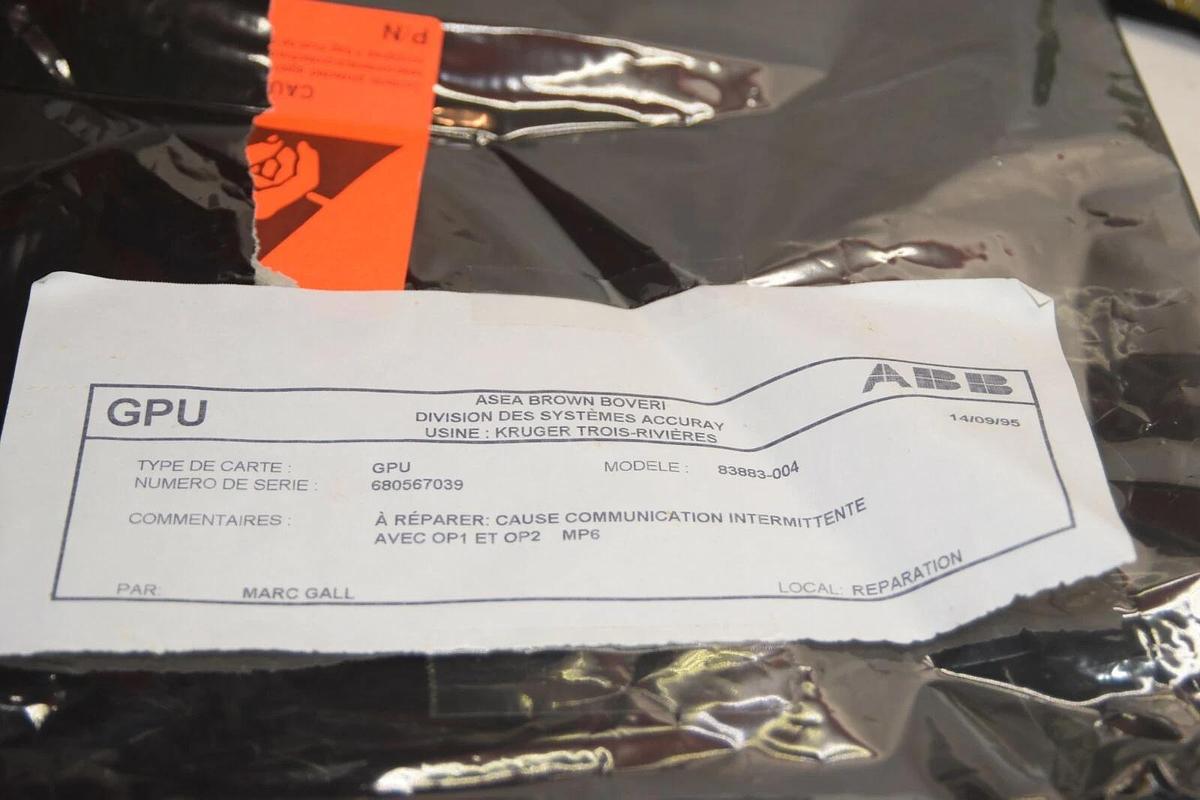 P/N
CAU
GPU
ABB
ASEA BROWN BOVERI
DIVISION DES SYSTÈMES ACCURAY
USINE : KRUGER TROIS-RIVIÈRES
14/09/95
TYPE DE CARTE : GPU MODELE : 83883-004
NUMERO DE SERIE : 680567039
COMMENTAIRES : À RÉPARER: CAUSE COMMUNICATION INTERMITTENTE
AVEC OP1 ET OP2 MP6
PAR: MARC GALL LOCAL: REPARATION